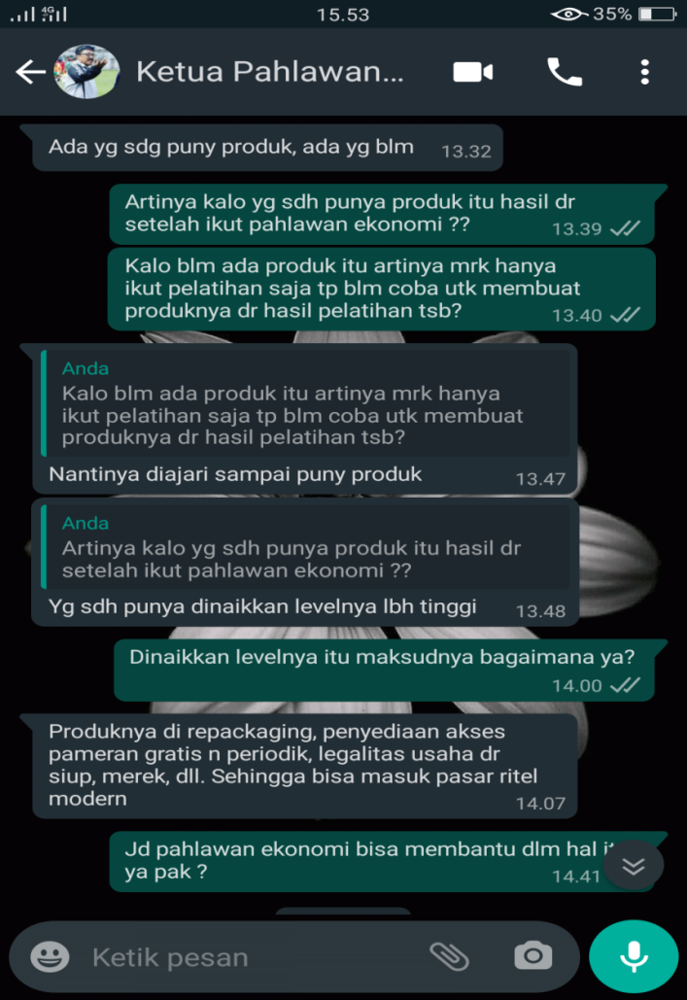 4G
15.53
35%
Ketua Pahlawan...
Ada yg sdg puny produk, ada yg blm 13.32
Artinya kalo yg sdh punya produk itu hasil dr
setelah ikut pahlawan ekonomi ?? 13.39
Kalo blm ada produk itu artinya mrk hanya
ikut pelatihan saja tp blm coba utk membuat
produknya dr hasil pelatihan tsb? 13.40
Anda
Kalo blm ada produk itu artinya mrk hanya
ikut pelatihan saja tp blm coba utk membuat
produknya dr hasil pelatihan tsb?
Nantinya diajari sampai puny produk 13.47
Anda
Artinya kalo yg sdh punya produk itu hasil dr
setelah ikut pahlawan ekonomi ??
Yg sdh punya dinaikkan levelnya lbh tinggi 13.48
Dinaikkan levelnya itu maksudnya bagaimana ya?
14.00
Produknya di repackaging, penyediaan akses
pameran gratis n periodik, legalitas usaha dr
siup, merek, dll. Sehingga bisa masuk pasar ritel
modern 14.07
Jd pahlawan ekonomi bisa membantu dlm hal
ya pak ? 14.41
Ketik pesan